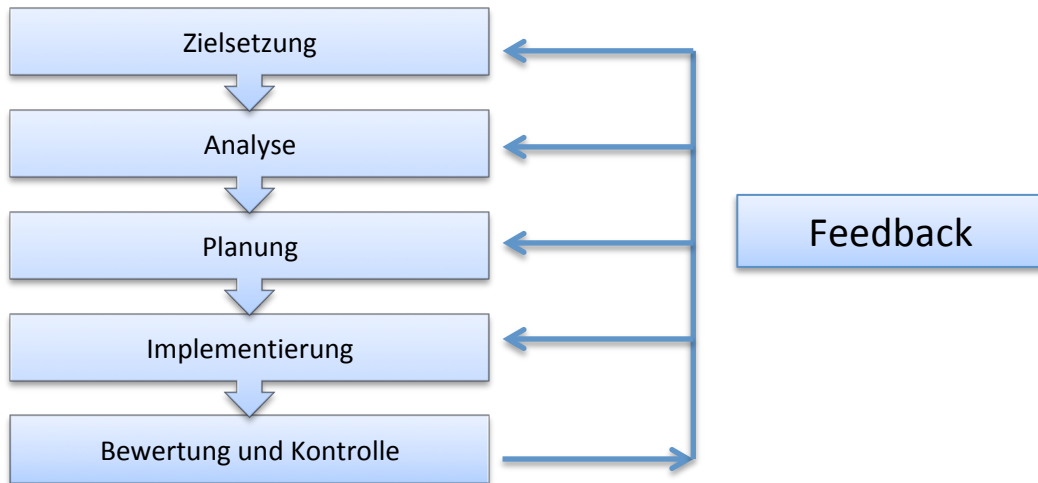 Zielsetzung
Analyse
Planung
Implementierung
Bewertung und Kontrolle
Feedback